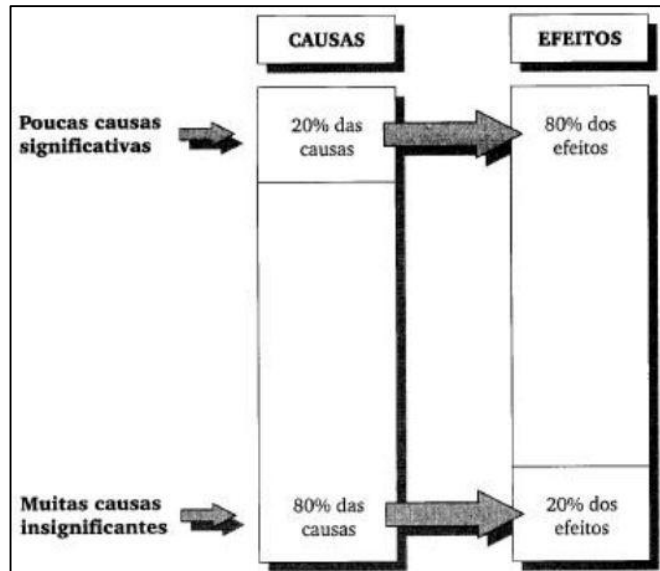 CAUSAS
EFEITOS
Poucas causas
significativas
20% das
causas
80% dos
efeitos
Muitas causas
insignificantes
80% das
causas
20% dos
efeitos